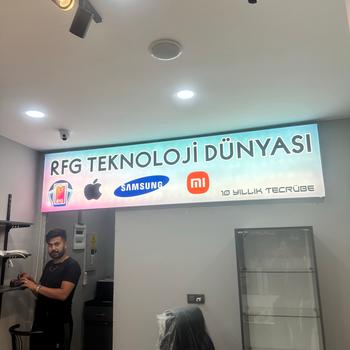 RFG TEKNOLOJİ DÜNYASI
SAMSUNG
mi
10 YILLIK TECRÜBE